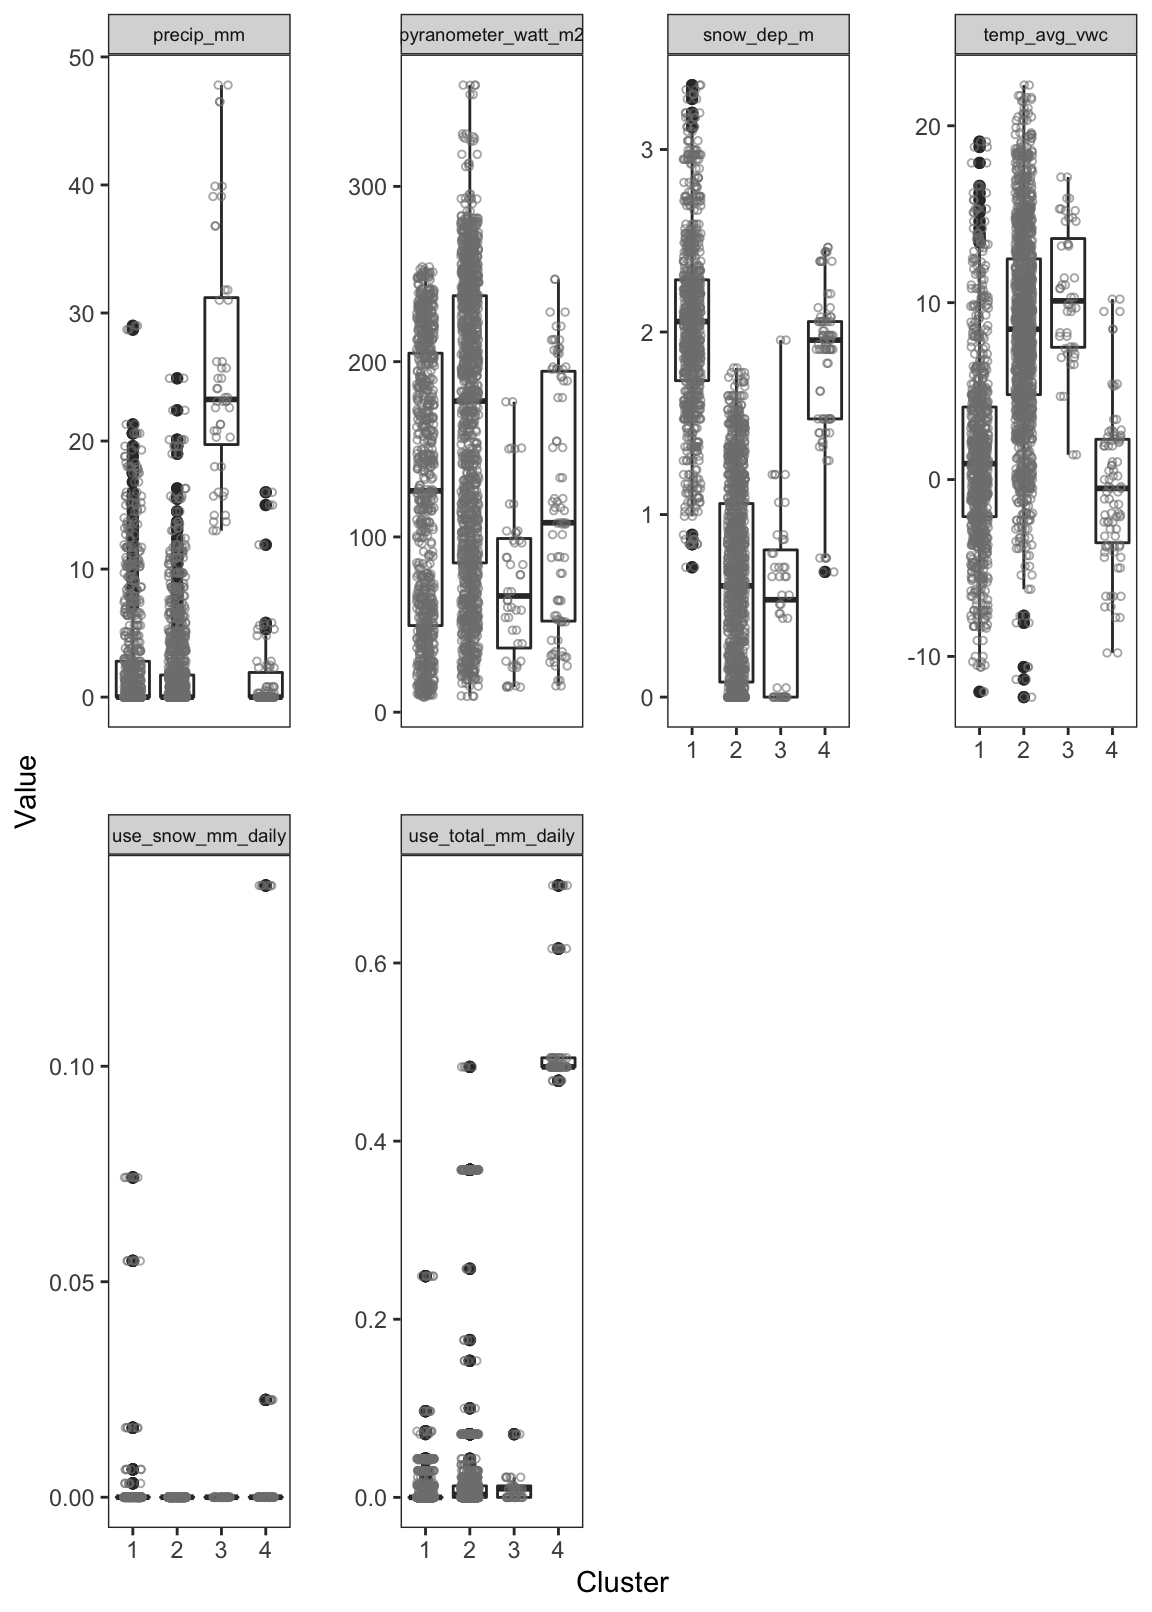 precip_mm
pyranometer_watt_m2
snow_dep_m
temp_avg_vwc
50
40
30
20
10
0
300
200
100
0
3
2
1
0
20
10
0
-10
1 2 3 4
1 2 3 4
Value
use_snow_mm_daily
use_total_mm_daily
0.10
0.05
0.00
0.6
0.4
0.2
0.0
1 2 3 4
1 2 3 4
Cluster